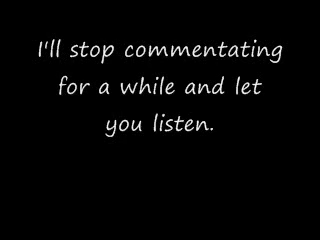 I'll stop commentating
for a while and let
you listen.